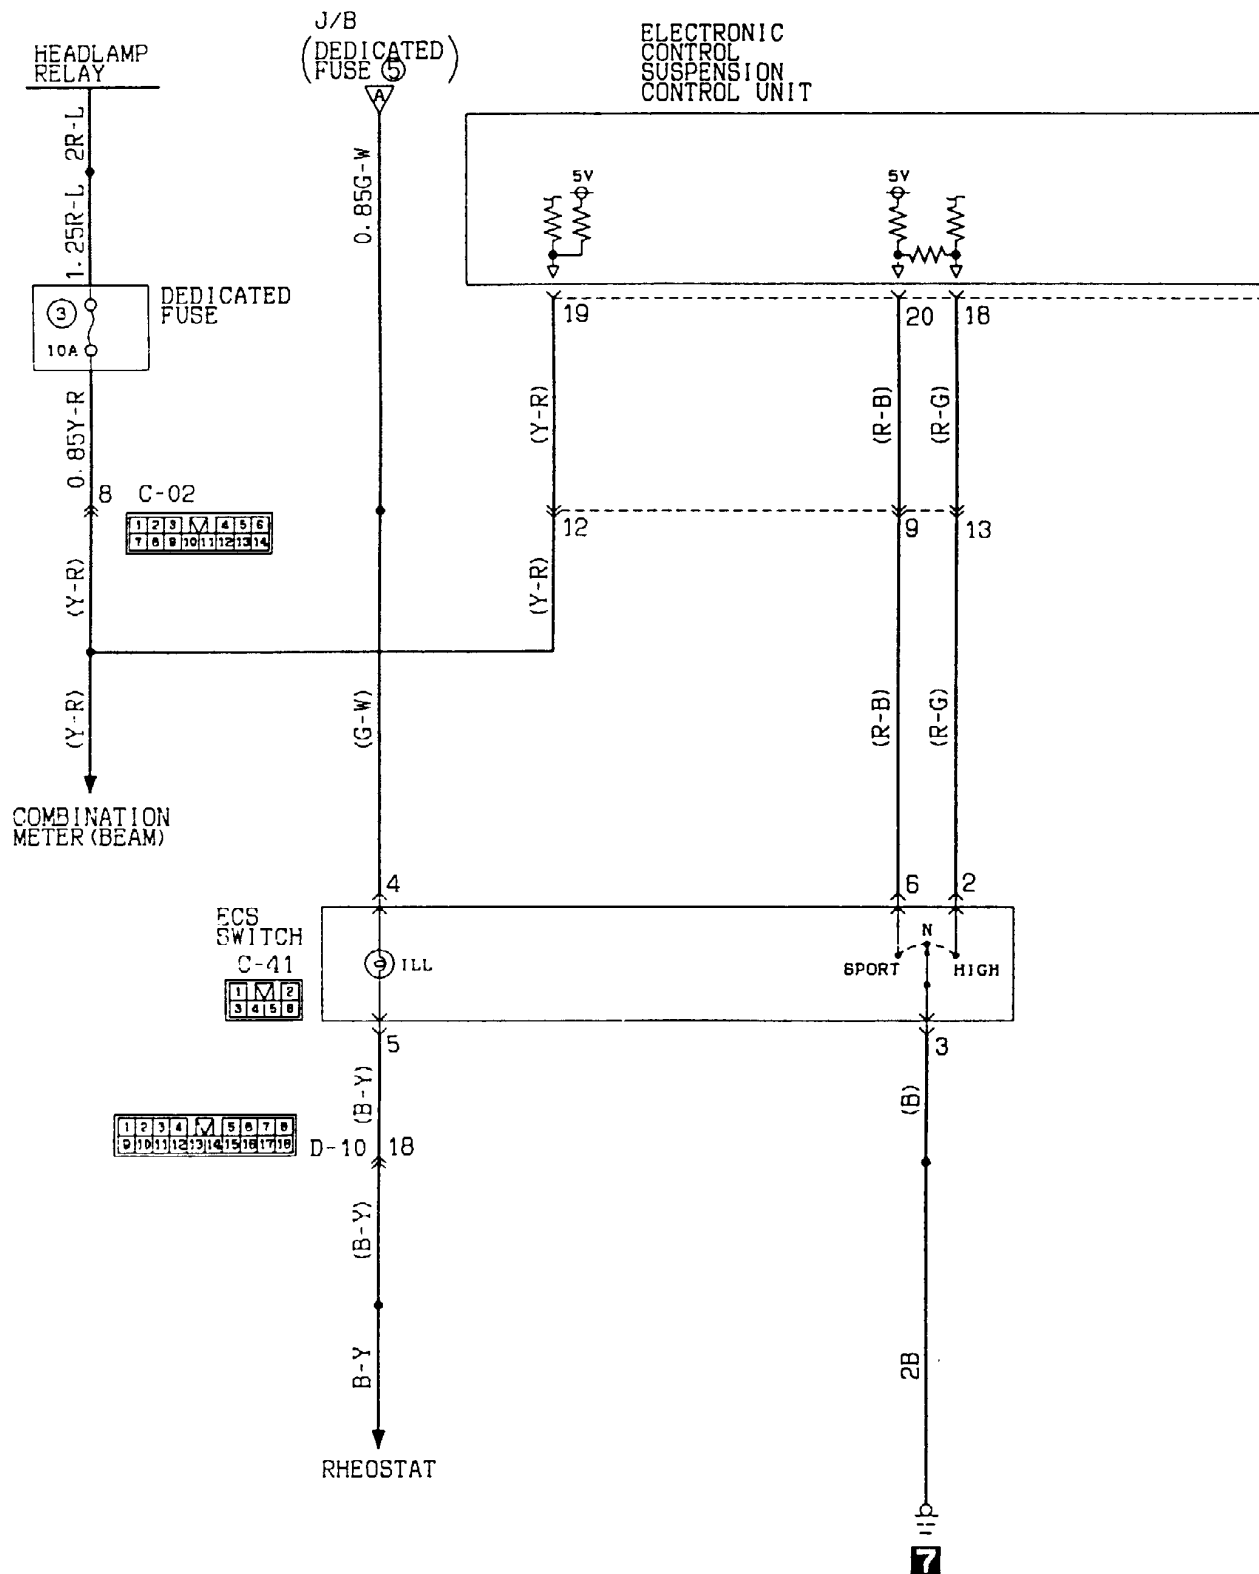 J/B
(DEDICATED
FUSE ⑤)
A
HEADLAMP
RELAY
ELECTRONIC
CONTROL
SUSPENSION
CONTROL UNIT
2R-L
1.25R-L
0.85G-W
5V
5V
③
10A
DEDICATED
FUSE
19
20
18
0.85Y-R
(Y-R)
(R-B)
(R-G)
8 C-02
1 2 3 4 5 6
7 8 9 10 11 12 13 14
12
9
13
(Y-R)
(Y-R)
(Y-R)
(G-W)
(R-B)
(R-G)
COMBINATION
METER(BEAM)
4
6
2
ECS
SWITCH
C-41
1 2
3 4 5 6
ILL
N
SPORT
HIGH
5
3
(B-Y)
(B)
1 2 3 4 5 6 7 8
9 10 11 12 13 14 15 16 17 18
D-10 18
(B-Y)
B-Y
2B
RHEOSTAT
7